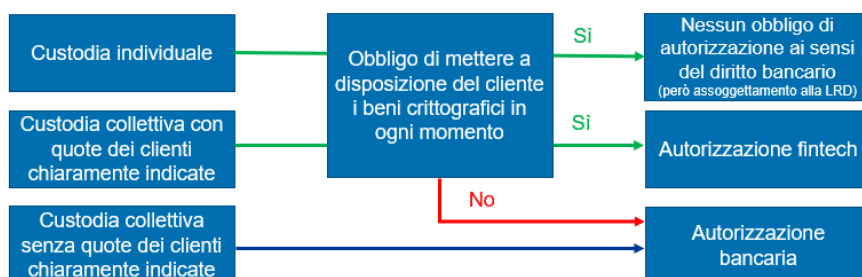 Custodia individuale
Obbligo di mettere a
disposizione del cliente
i beni crittografici in
ogni momento
Sì
Nessun obbligo di
autorizzazione ai sensi
del diritto bancario
(però assoggettamento alla LRD)
Custodia collettiva con
quote dei clienti
chiaramente indicate
Sì
Autorizzazione fintech
No
Custodia collettiva
senza quote dei clienti
chiaramente indicate
Autorizzazione
bancaria